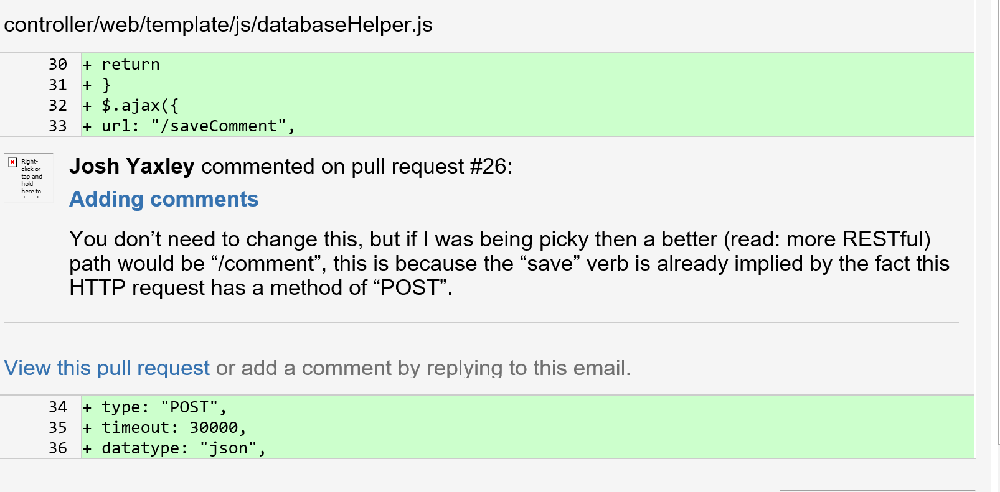 controller/web/template/js/databaseHelper.js
30 + return
31 + }
32 + $.ajax({
33 + url: "/saveComment",
Right-
click or
tap and
hold
here to
Josh Yaxley commented on pull request #26:
Adding comments
You don’t need to change this, but if I was being picky then a better (read: more RESTful)
path would be “/comment”, this is because the “save” verb is already implied by the fact this
HTTP request has a method of “POST”.
View this pull request or add a comment by replying to this email.
34 + type: "POST",
35 + timeout: 30000,
36 + datatype: "json",